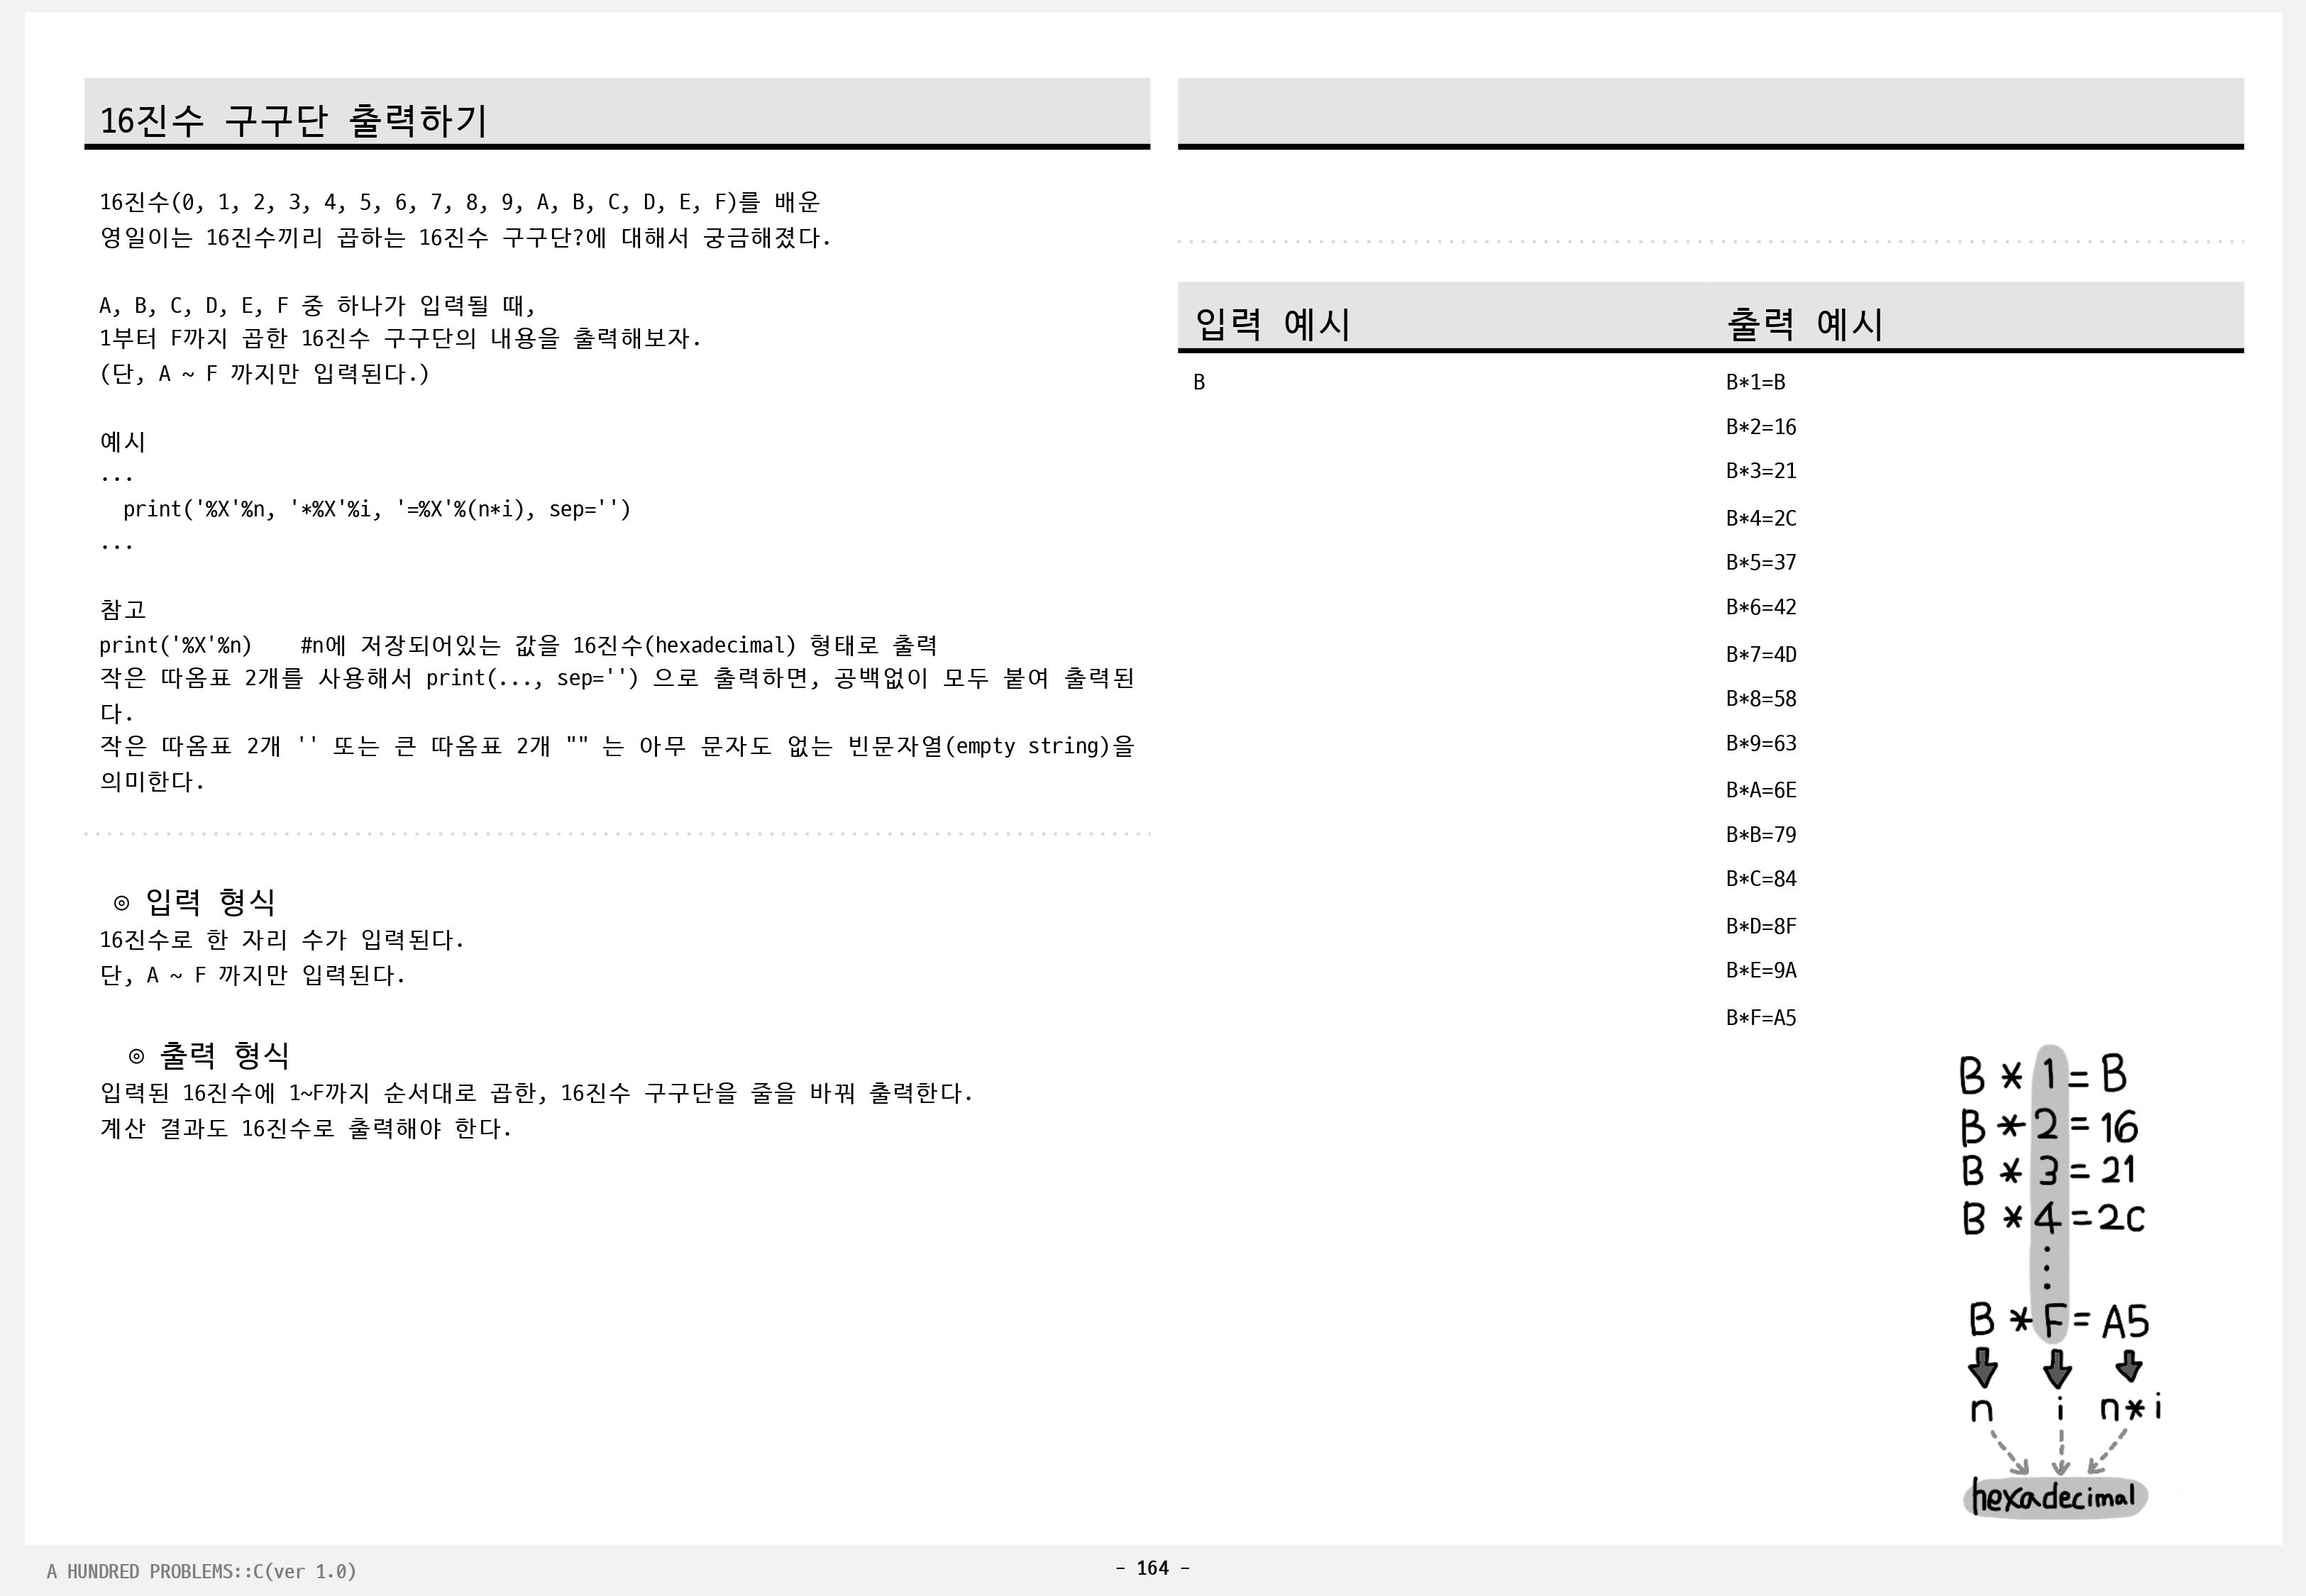 16진수 구구단 출력하기
16진수(0, 1, 2, 3, 4, 5, 6, 7, 8, 9, A, B, C, D, E, F)를 배운
영일이는 16진수끼리 곱하는 16진수 구구단?에 대해서 궁금해졌다.
A, B, C, D, E, F 중 하나가 입력될 때,
1부터 F까지 곱한 16진수 구구단의 내용을 출력해보자.
(단, A ~ F 까지만 입력된다.)
예시
...
print('%X'%n, '*%X'%i, '=%X'%(n*i), sep='')
...
참고
print('%X'%n)    #n에 저장되어있는 값을 16진수(hexadecimal) 형태로 출력
작은 따옴표 2개를 사용해서 print(..., sep='') 으로 출력하면, 공백없이 모두 붙여 출력된
다.
작은 따옴표 2개 '' 또는 큰 따옴표 2개 "" 는 아무 문자도 없는 빈문자열(empty string)을
의미한다.
◎ 입력 형식
16진수로 한 자리 수가 입력된다.
단, A ~ F 까지만 입력된다.
◎ 출력 형식
입력된 16진수에 1~F까지 순서대로 곱한, 16진수 구구단을 줄을 바꿔 출력한다.
계산 결과도 16진수로 출력해야 한다.
입력 예시
B
출력 예시
B*1=B
B*2=16
B*3=21
B*4=2C
B*5=37
B*6=42
B*7=4D
B*8=58
B*9=63
B*A=6E
B*B=79
B*C=84
B*D=8F
B*E=9A
B*F=A5
B * 1 = B
B * 2 = 16
B * 3 = 21
B * 4 = 2C
⋮
B * F = A5
n i n*i
hexadecimal
A HUNDRED PROBLEMS::C(ver 1.0)
- 164 -